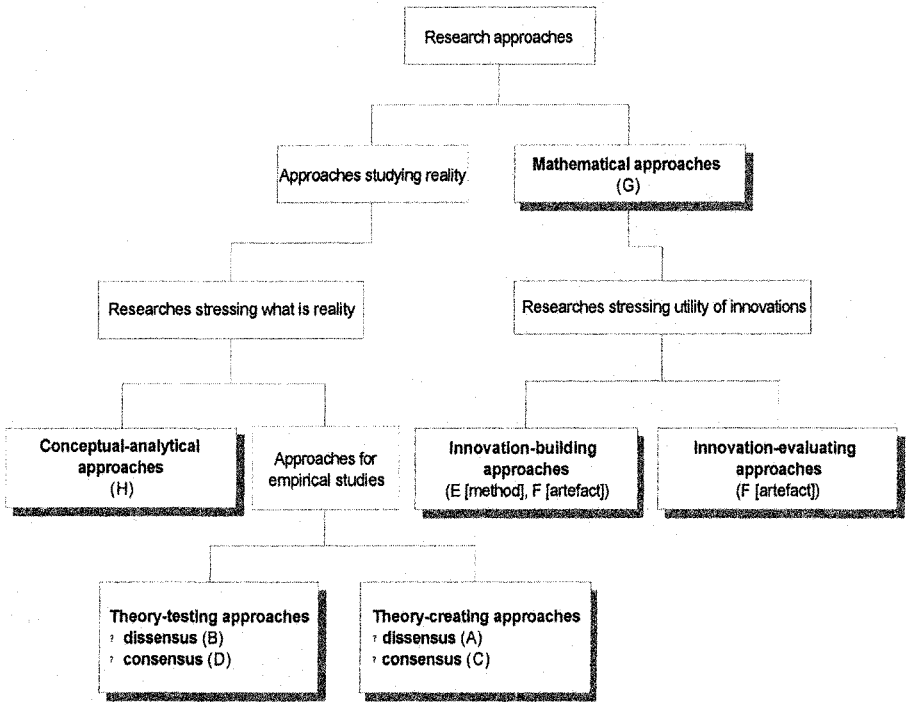 Research approaches
Approaches studying reality
Mathematical approaches
(G)
Researches stressing what is reality
Researches stressing utility of innovations
Conceptual-analytical
approaches
(H)
Approaches for
empirical studies
Innovation-building
approaches
(E [method], F [artefact])
Innovation-evaluating
approaches
(F [artefact])
Theory-testing approaches
? dissensus (B)
? consensus (D)
Theory-creating approaches
? dissensus (A)
? consensus (C)